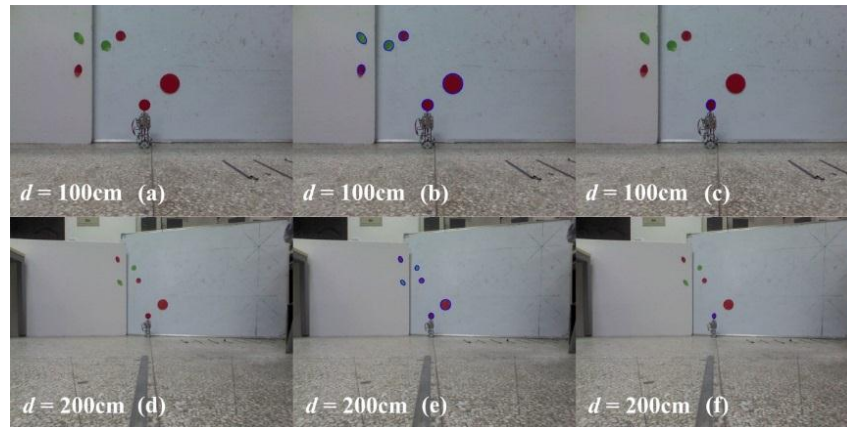 d = 100cm (a)
d = 100cm (b)
d = 100cm (c)
d = 200cm (d)
d = 200cm (e)
d = 200cm (f)